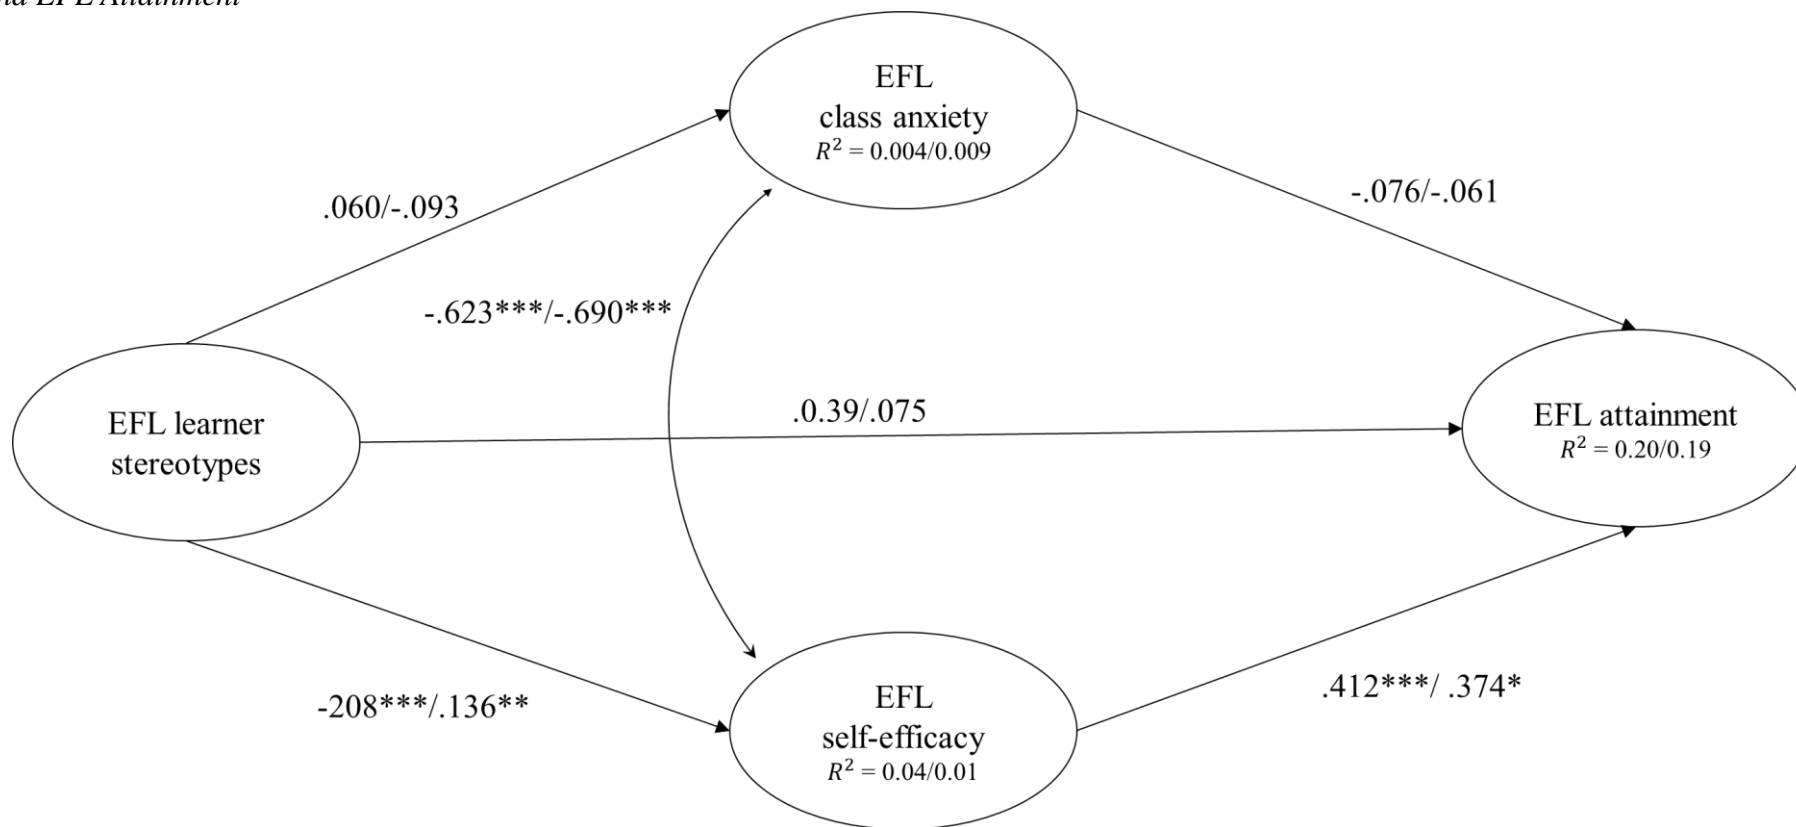 EFL Attainment
EFL
class anxiety
R² = 0.004/0.009
.060/-.093
-.076/-.061
-.623***/-.690***
EFL learner
stereotypes
.0.39/.075
EFL attainment
R² = 0.20/0.19
-208***/.136**
EFL
self-efficacy
R² = 0.04/0.01
.412***/ .374*